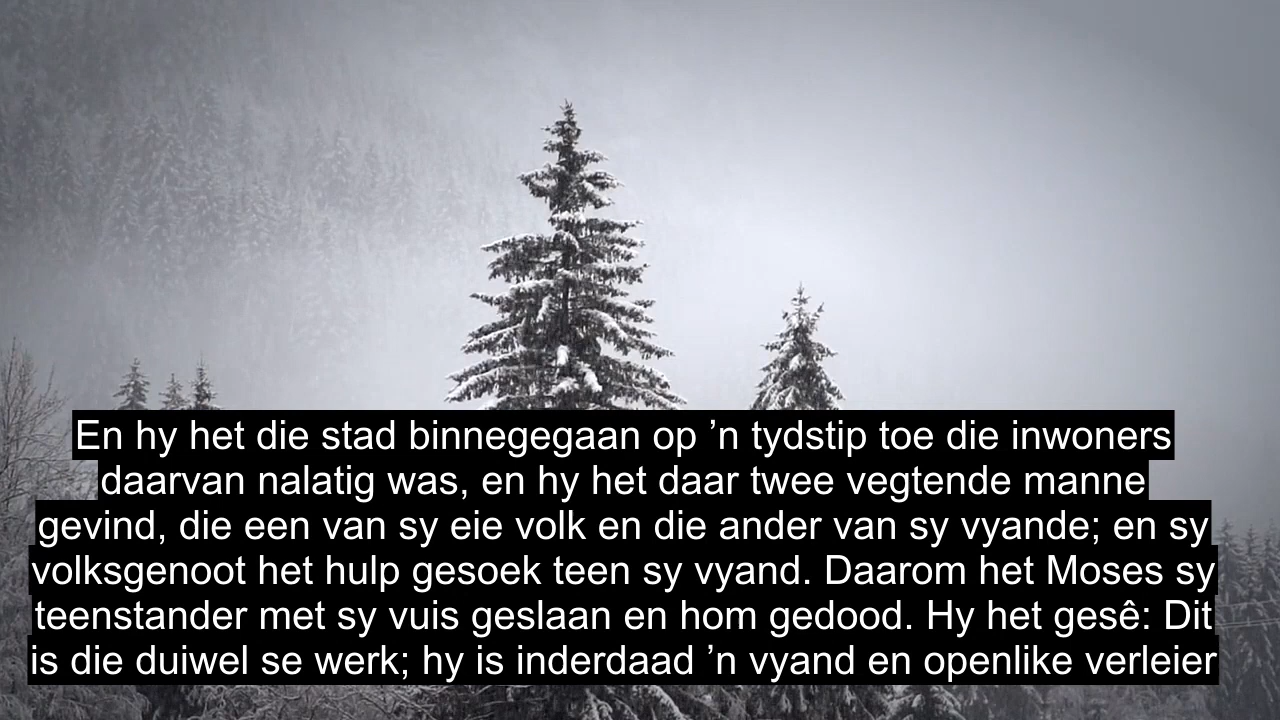 En hy het die stad binnegegaan op ’n tydstip toe die inwoners
daarvan nalatig was, en hy het daar twee vegtende manne
gevind, die een van sy eie volk en die ander van sy vyande; en sy
volksgenoot het hulp gesoek teen sy vyand. Daarom het Moses sy
teenstander met sy vuis geslaan en hom gedood. Hy het gesê: Dit
is die duiwel se werk; hy is inderdaad ’n vyand en openlike verleier